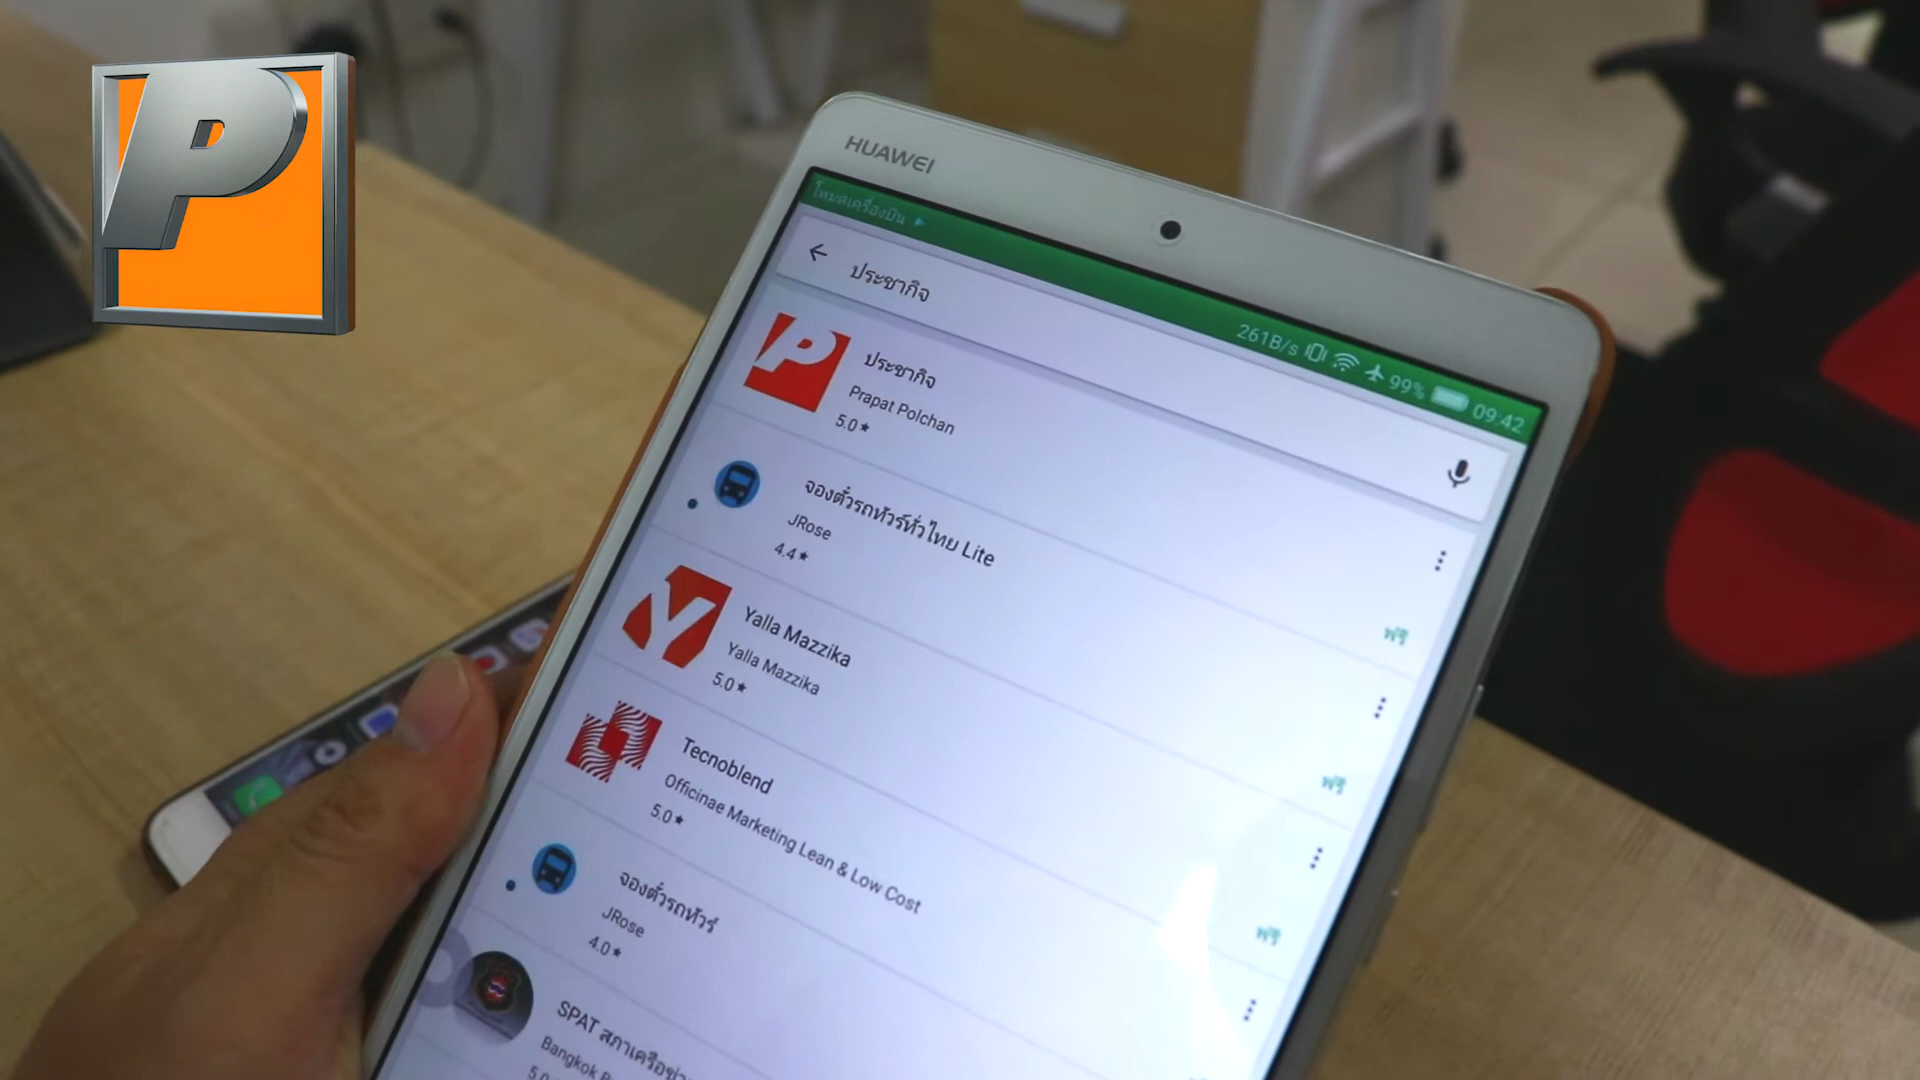 P
HUAWEI
โหมดเครื่องบิน
261B/s 99% 09:42
ประชากิจ
P
ประชากิจ
Prapat Polchan
5.0★
จองตั๋วรถทัวร์ทั่วไทย Lite
JRose
4.4★
ฟรี
Y
Yalla Mazzika
Yalla Mazzika
5.0★
ฟรี
Tecnoblend
Officinae Marketing Lean & Low Cost
5.0★
ฟรี
จองตั๋วรถทัวร์
JRose
4.0★
SPAT สภาเครือข่า
Bangkok
5.0